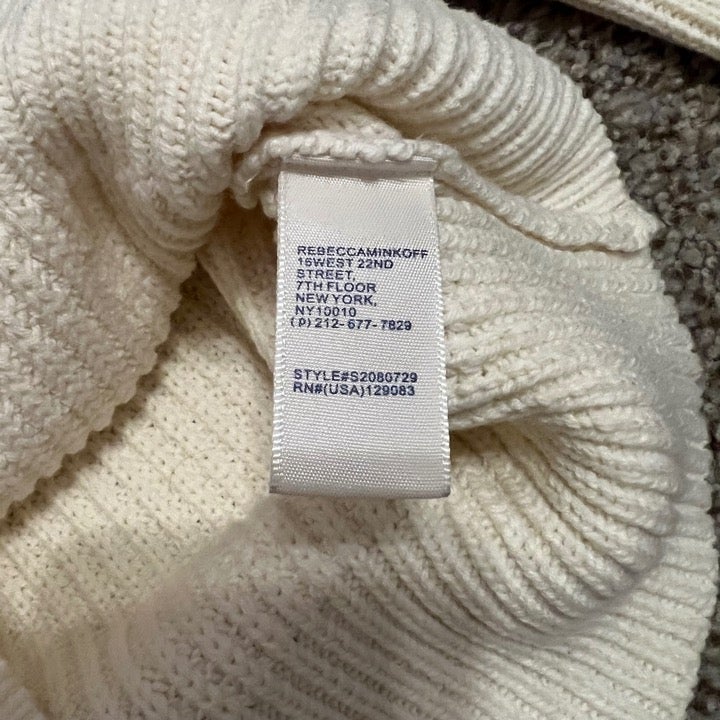 REBECCAMINKOFF
16WEST 22ND
STREET,
7TH FLOOR
NEW YORK,
NY10010
(p) 212- 677- 7829
STYLE#S2080729
RN#(USA)129083